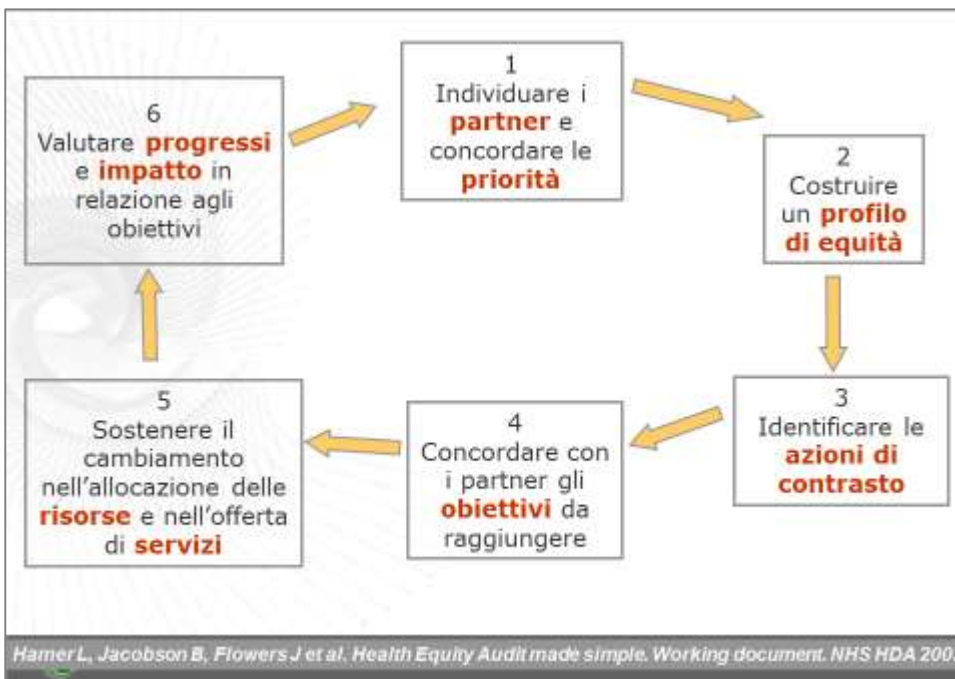 1
Individuare i
partner e
concordare le
priorità
2
Costruire
un profilo
di equità
3
Identificare le
azioni di
contrasto
4
Concordare con
i partner gli
obiettivi da
raggiungere
5
Sostenere il
cambiamento
nell'allocazione delle
risorse e nell'offerta
di servizi
6
Valutare progressi
e impatto in
relazione agli
obiettivi
Hamer L, Jacobson B, Flowers J et al. Health Equity Audit made simple. Working document. NHS HDA